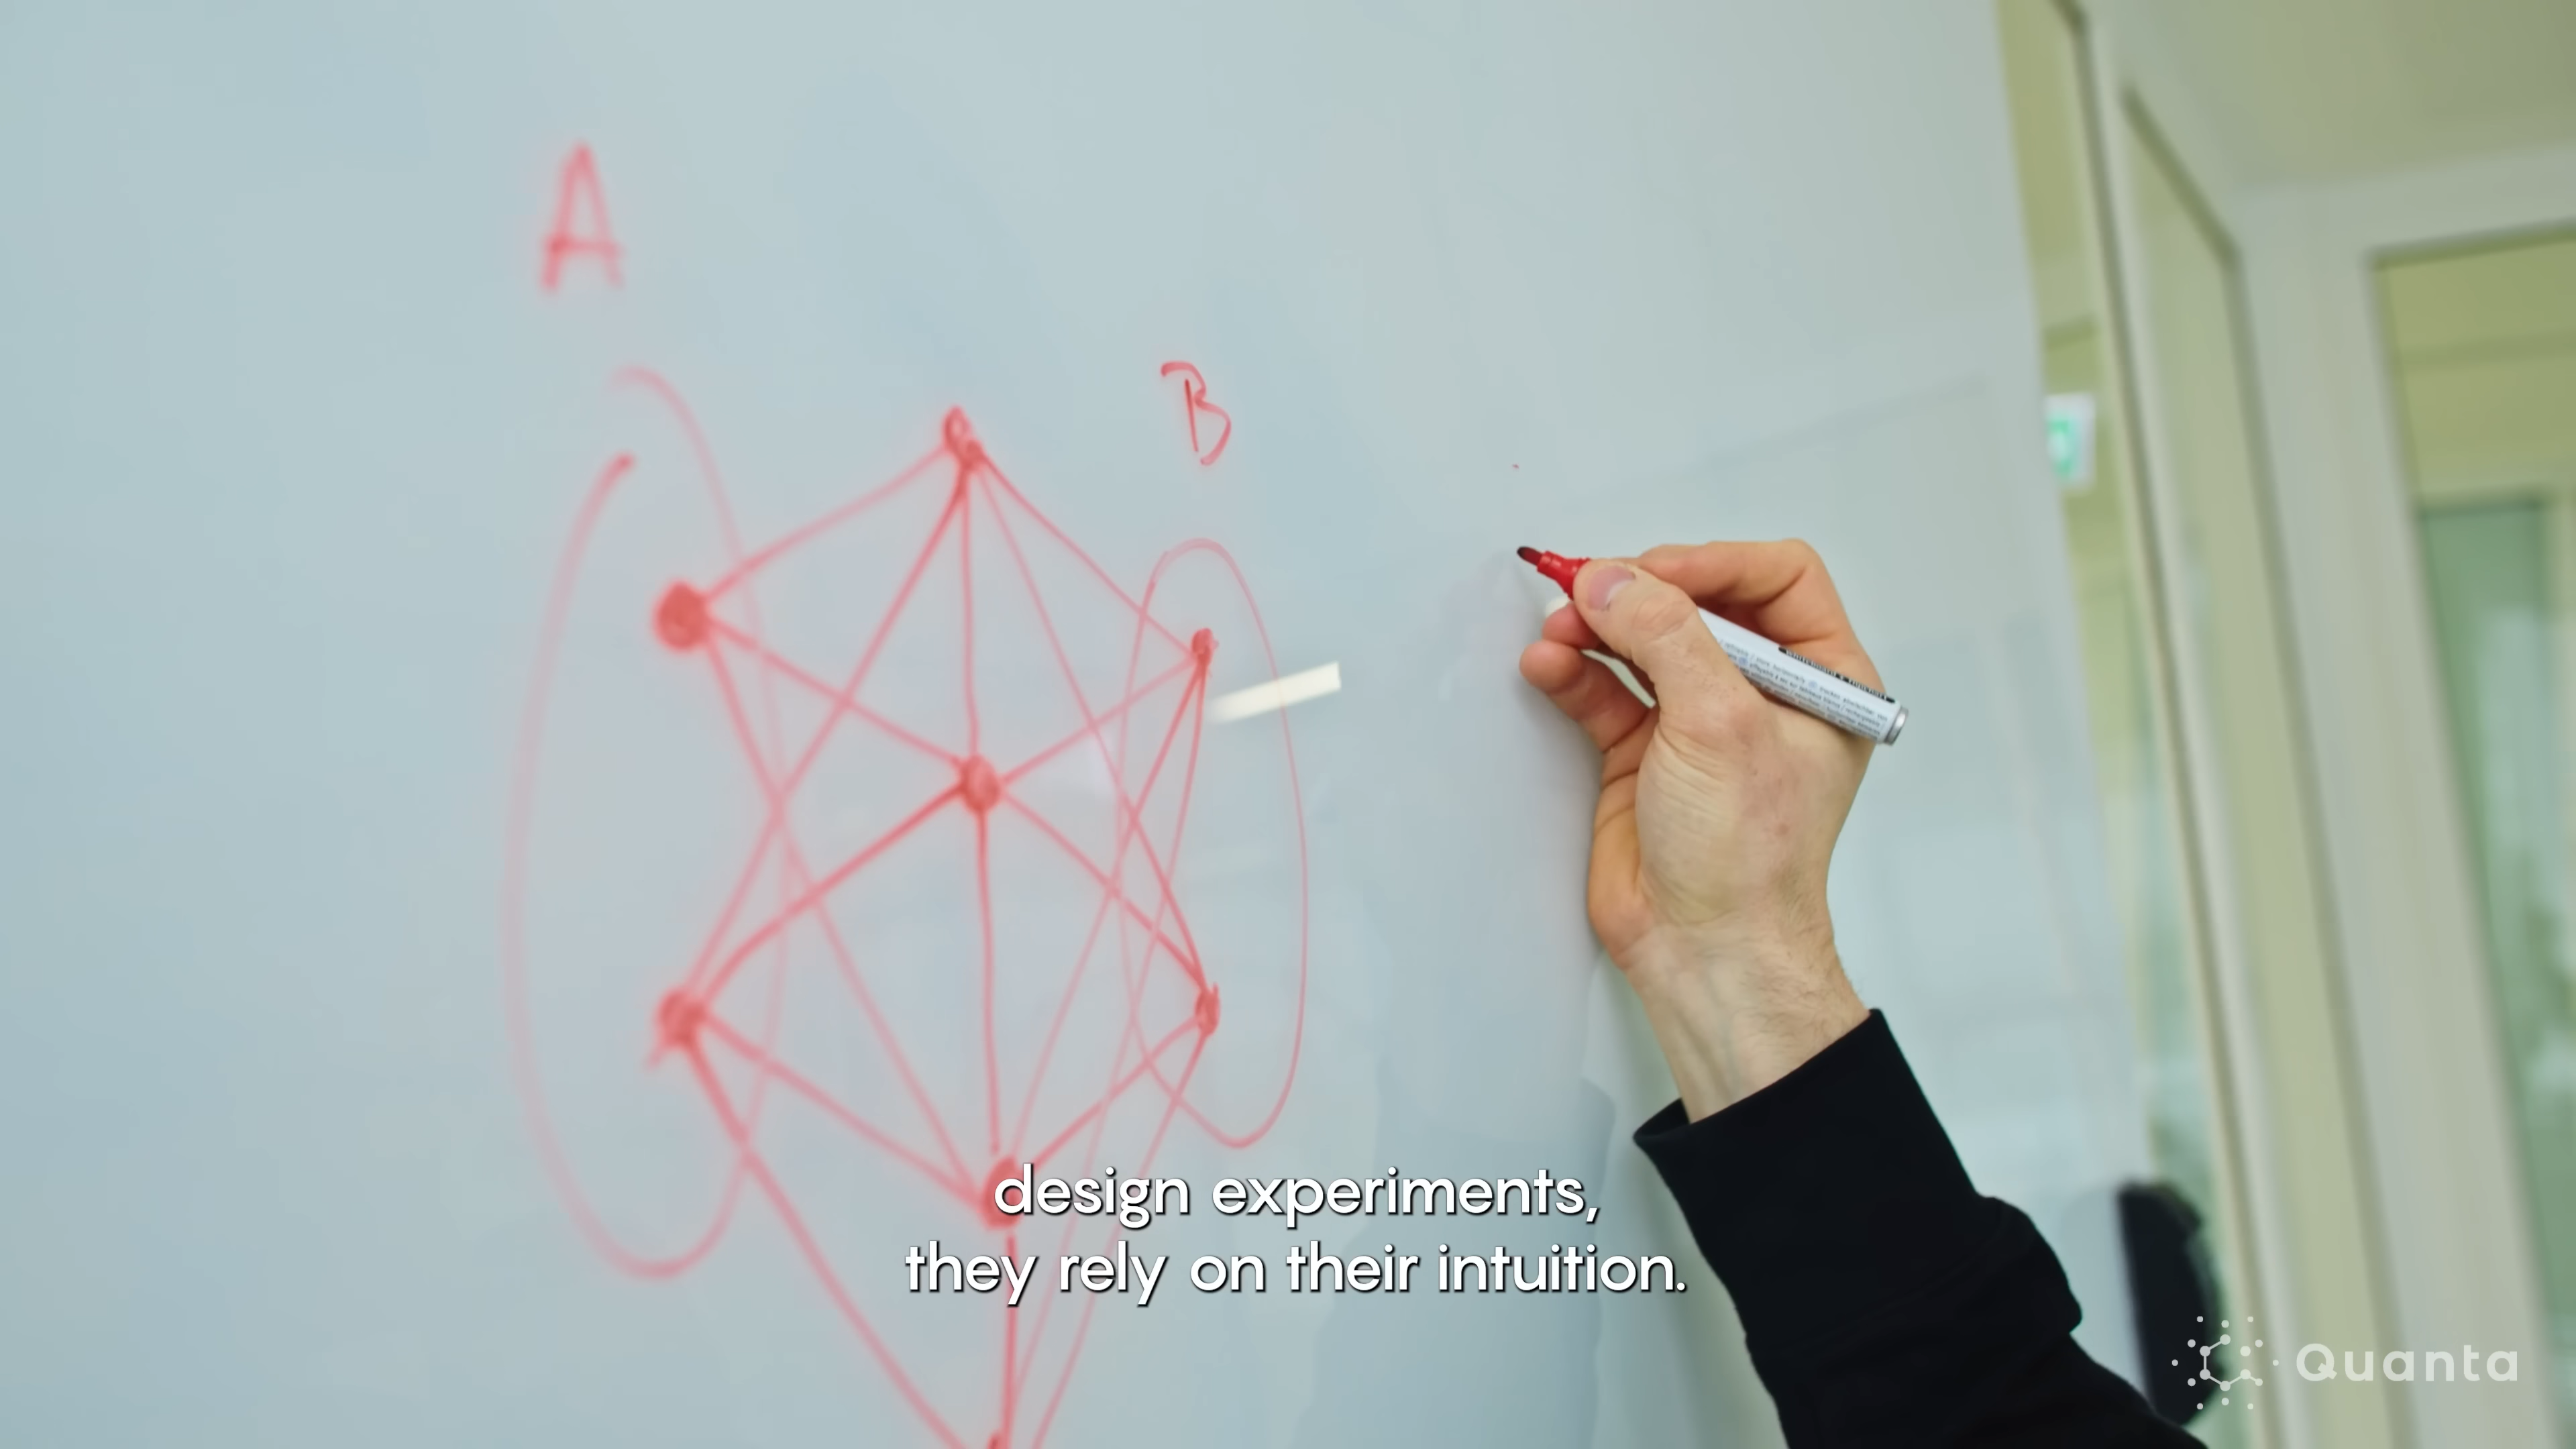 A
B
design experiments,
they rely on their intuition.
Quanta